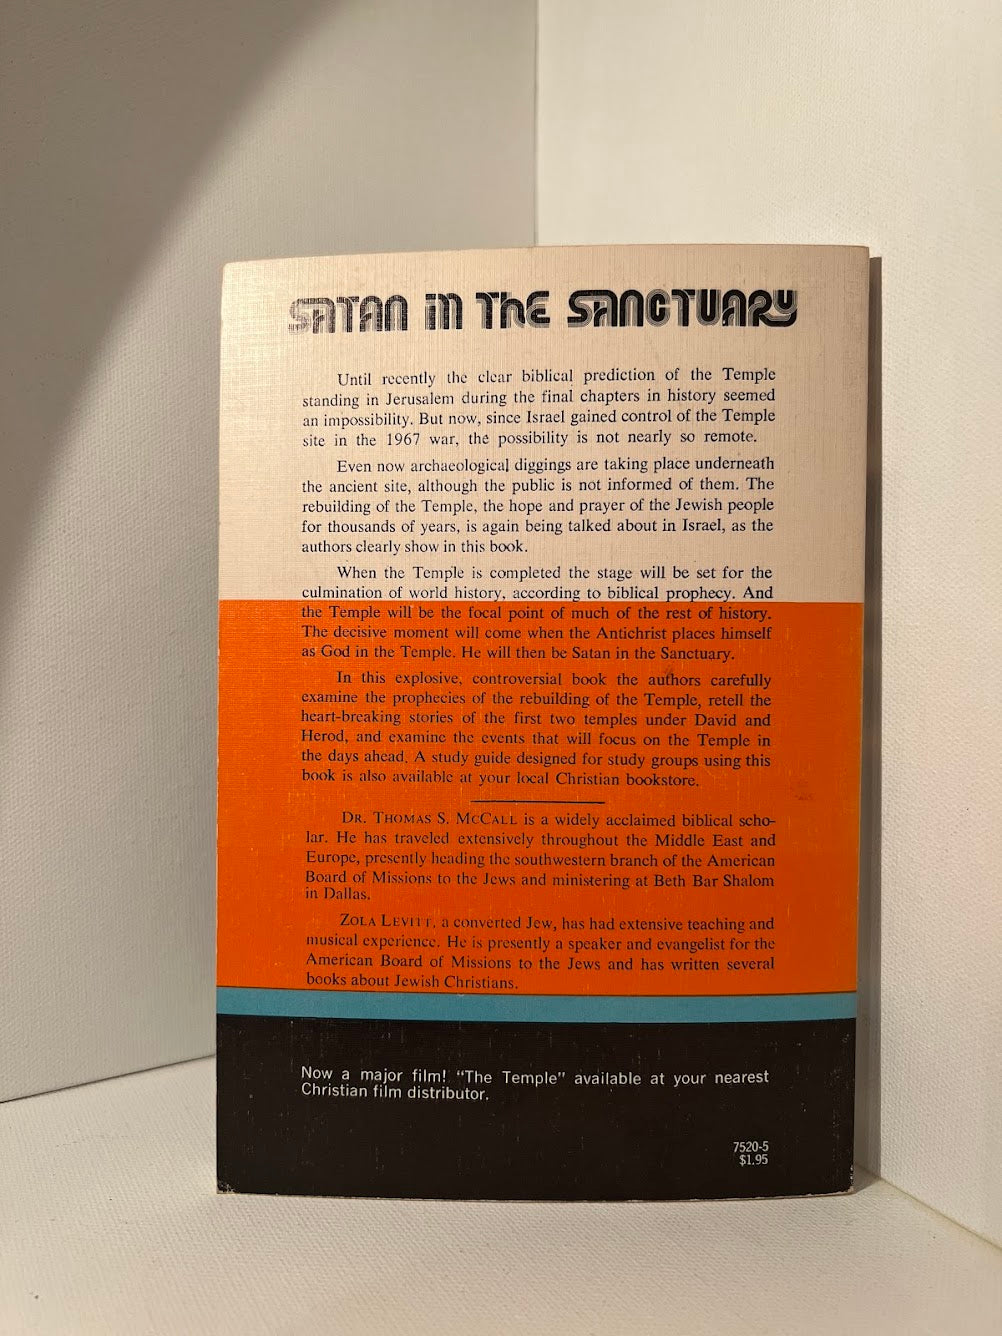 SATAN IN THE SANCTUARY
Until recently the clear biblical prediction of the Temple
standing in Jerusalem during the final chapters in history seemed
an impossibility. But now, since Israel gained control of the Temple
site in the 1967 war, the possibility is not nearly so remote.
Even now archaeological diggings are taking place underneath
the ancient site, although the public is not informed of them. The
rebuilding of the Temple, the hope and prayer of the Jewish people
for thousands of years, is again being talked about in Israel, as the
authors clearly show in this book.
When the Temple is completed the stage will be set for the
culmination of world history, according to biblical prophecy. And
the Temple will be the focal point of much of the rest of history.
The decisive moment will come when the Antichrist places himself
as God in the Temple. He will then be Satan in the Sanctuary.
In this explosive, controversial book the authors carefully
examine the prophecies of the rebuilding of the Temple, retell the
heart-breaking stories of the first two temples under David and
Herod, and examine the events that will focus on the Temple in
the days ahead. A study guide designed for study groups using this
book is also available at your local Christian bookstore.
DR. THOMAS S. MCCALL is a widely acclaimed biblical scho-
lar. He has traveled extensively throughout the Middle East and
Europe, presently heading the southwestern branch of the American
Board of Missions to the Jews and ministering at Beth Bar Shalom
in Dallas.
ZOLA LEVITT, a converted Jew, has had extensive teaching and
musical experience. He is presently a speaker and evangelist for the
American Board of Missions to the Jews and has written several
books about Jewish Christians.
Now a major film! "The Temple" available at your nearest
Christian film distributor.
7520-5
$1.95